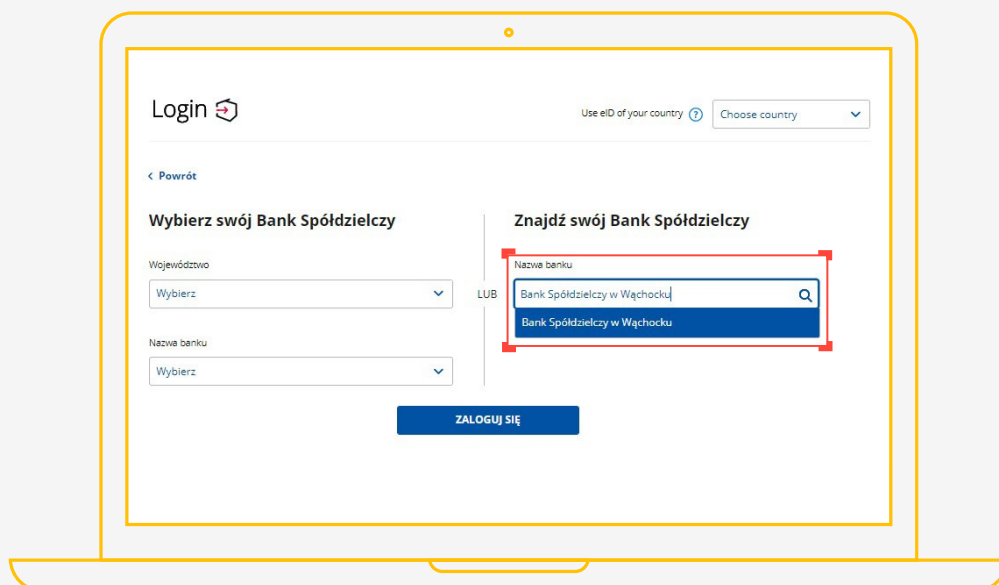 Login
Use eID of your country ? Choose country
Powrót
Wybierz swój Bank Spółdzielczy
Województwo
Wybierz
Nazwa banku
Wybierz
LUB
Znajdź swój Bank Spółdzielczy
Nazwa banku
Bank Spółdzielczy w Wąchocku
Bank Spółdzielczy w Wąchocku
ZALOGUJ SIĘ